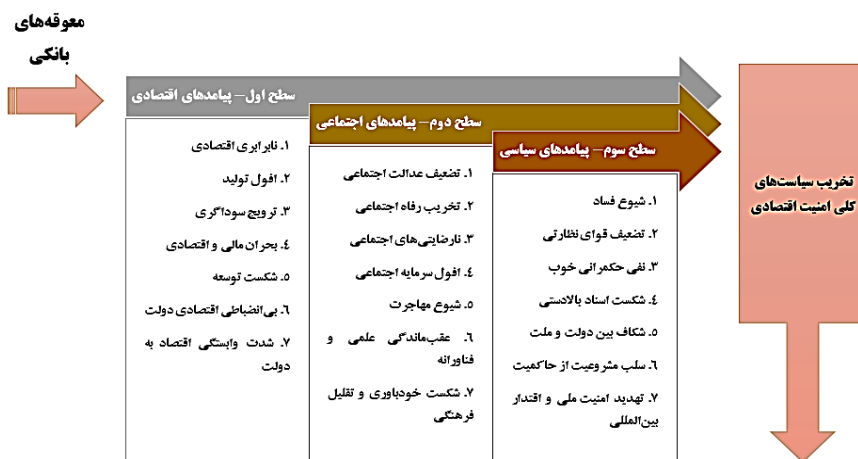 معوقه‌های
بانکی
سطح اول– پیامدهای اقتصادی
۱. نابرابری اقتصادی
۲. افول تولید
۳. ترویج سوداگری
۴. بحران مالی و اقتصادی
۵. شکست توسعه
۶. بی‌انضباطی اقتصادی دولت
۷. شدت وابستگی اقتصاد به
دولت
سطح دوم– پیامدهای اجتماعی
۱. تضعیف عدالت اجتماعی
۲. تخریب رفاه اجتماعی
۳. نارضایتی‌های اجتماعی
۴. افول سرمایه اجتماعی
۵. شیوع مهاجرت
۶. عقب‌ماندگی علمی و
فناورانه
۷. شکست خودباوری و تقلیل
فرهنگی
سطح سوم– پیامدهای سیاسی
۱. شیوع فساد
۲. تضعیف قوای نظارتی
۳. نفی حکمرانی خوب
۴. شکست اسناد بالادستی
۵. شکاف بین دولت و ملت
۶. سلب مشروعیت از حاکمیت
۷. تهدید امنیت ملی و اقتدار
بین‌المللی
تخریب سیاست‌های
کلی امنیت اقتصادی